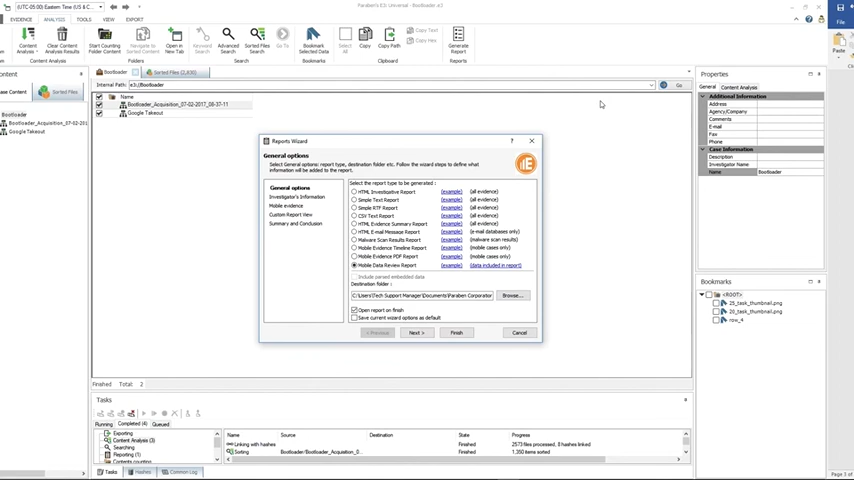 (UTC-05:00) Eastern Time (US & C
Paraben's E3: Universal - Bootloader.e3
EVIDENCE ANALYSIS TOOLS VIEW EXPORT
File
Content Analysis
Clear Content Analysis Results
Start Counting Folder Content
Navigate to Sorted Content
Open in New Tab
Keyword Search
Advanced Search
Sorted Files Search
Go To
Bookmark Selected Data
Select All
Copy
Copy Path
Copy Text
Copy Hex
Generate Report
Paste
Content Analysis
Folders
Search
Bookmarks
Clipboard
Reports
ontent
ase Content Sorted Files
Bootloader
Sorted Files (2,830)
Properties
General Content Analysis
Internal Path: e3:\\Bootloader
Go
Name
Bootloader_Acquisition_07-02-2017_08-37-11
Google Takeout
Bootloader
Bootloader_Acquisition_07-02-201
Google Takeout
Additional Information
Address
Agency/Company
Comments
E-mail
Fax
Phone
Case Information
Description
Investigator Name
Name Bootloader
Reports Wizard
General options
Select General options: report type, destination folder etc. Follow the wizard steps to define what
information will be added to the report.
General options
Investigator's Information
Mobile evidence
Custom Report View
Summary and Conclusion
Select the report type to be generated :
HTML Investigative Report (example) (all evidence)
Simple Text Report (example) (all evidence)
Simple RTF Report (example) (all evidence)
CSV Text Report (example) (all evidence)
HTML Evidence Summary Report (example) (all evidence)
HTML E-mail Message Report (example) (e-mail databases only)
Malware Scan Results Report (example) (malware scan results)
Mobile Evidence Timeline Report (example) (mobile cases only)
Mobile Evidence PDF Report (example) (mobile cases only)
Mobile Data Review Report (example) (data included in report)
Include parsed embedded data
Destination folder :
C:\Users\Tech Support Manager\Documents\Paraben Corporation
Browse...
Open report on finish
Save current wizard options as default
< Previous Next > Finish Cancel
Bookmarks
<ROOT>
25_task_thumbnail.png
20_task_thumbnail.png
row_4
Finished Total: 2
Tasks
Running Completed (4) Queued
Exporting
Content Analysis (3)
Searching
Reporting (1)
Contents counting
Name Source Destination State Progress
Linking with hashes Finished 2573 files processed, 0 hashes linked
Sorting Bootloader/Bootloader_Acquisition_0... Finished 1,350 items sorted
Tasks Hashes Common Log
Page 3 of